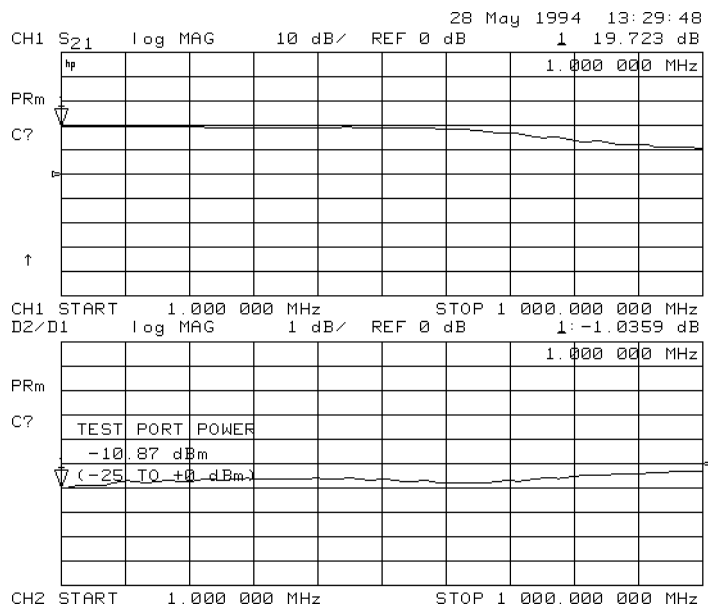 28 May 1994 13:29:48
CH1 S21 log MAG 10 dB/ REF 0 dB 1 19.723 dB
hp 1.000 000 MHz
PRm
C?
↑
CH1 START 1.000 000 MHz STOP 1 000.000 000 MHz
D2/D1 log MAG 1 dB/ REF 0 dB 1:-1.0359 dB
1.000 000 MHz
PRm
C?
TEST PORT POWER
-10.87 dBm
(-25 TO +0 dBm)
CH2 START 1.000 000 MHz STOP 1 000.000 000 MHz